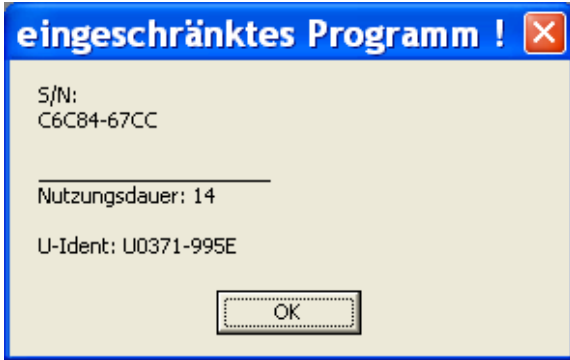 eingeschränktes Programm !
S/N:
C6C84-67CC
Nutzungsdauer: 14
U-Ident: U0371-995E
OK